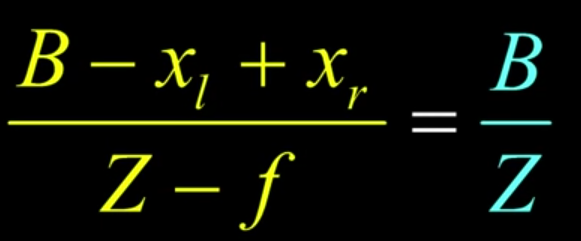 B − x_l + x_r / Z − f = B / Z